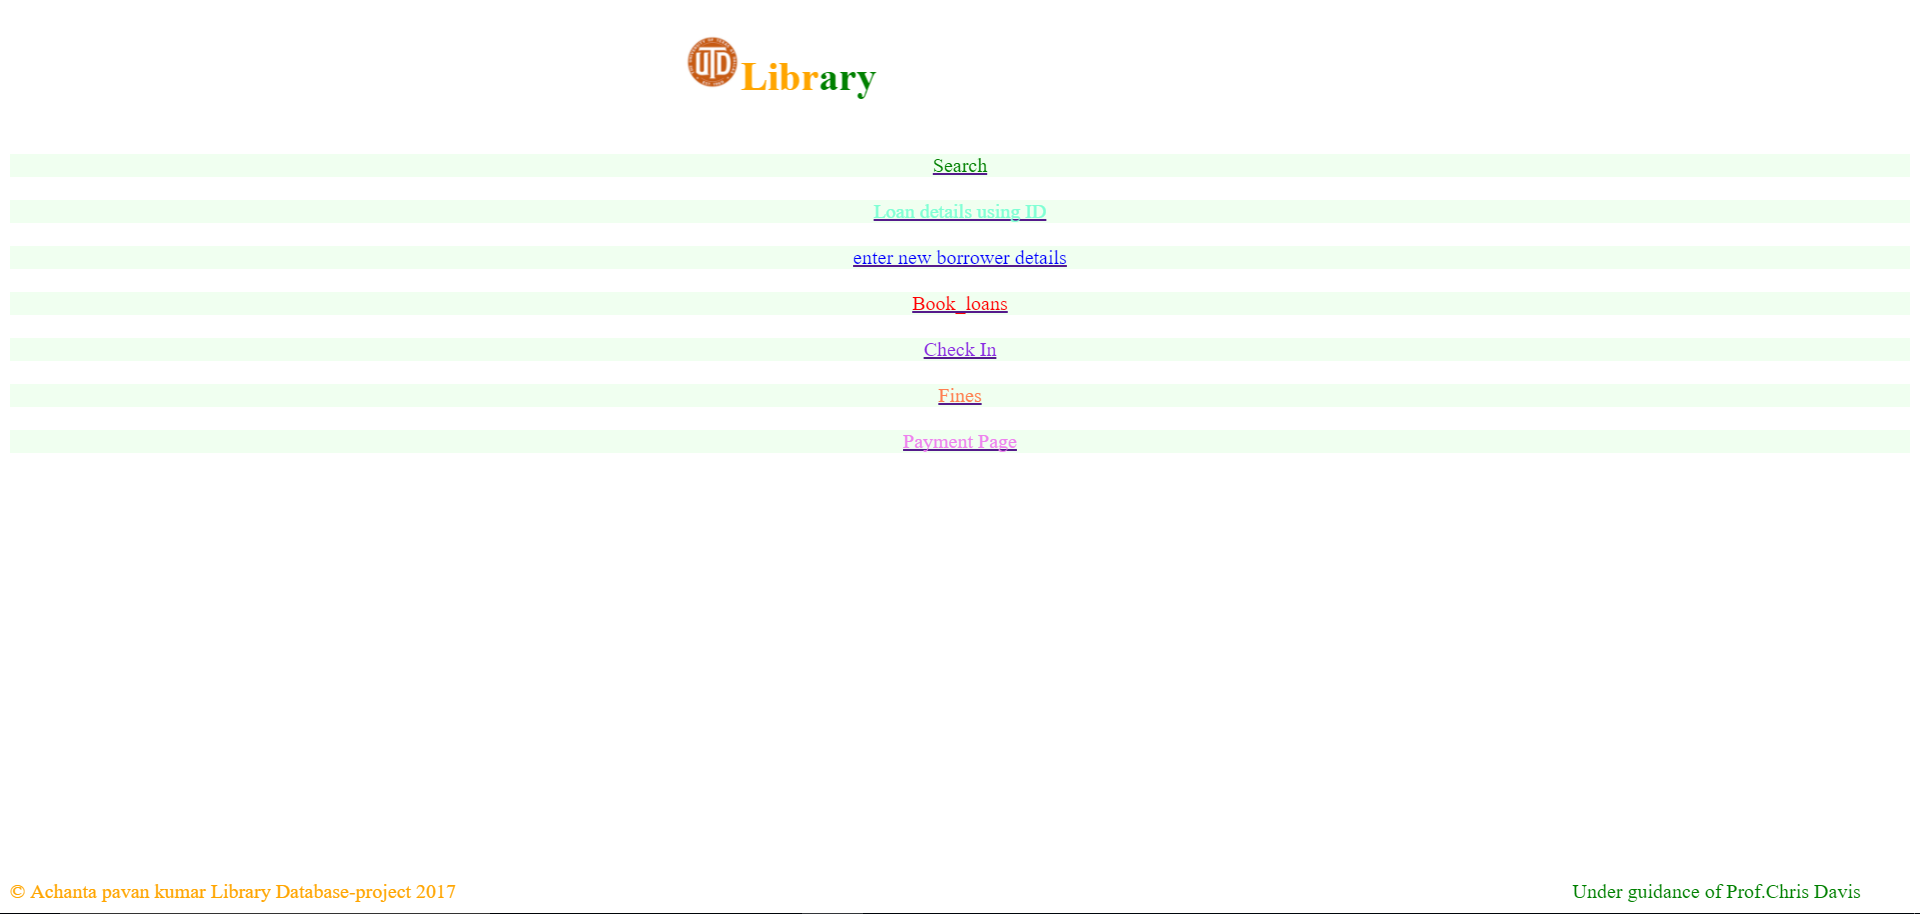 UTD Library
Search
Loan details using ID
enter new borrower details
Book_loans
Check In
Fines
Payment Page
© Achanta pavan kumar Library Database-project 2017
Under guidance of Prof.Chris Davis